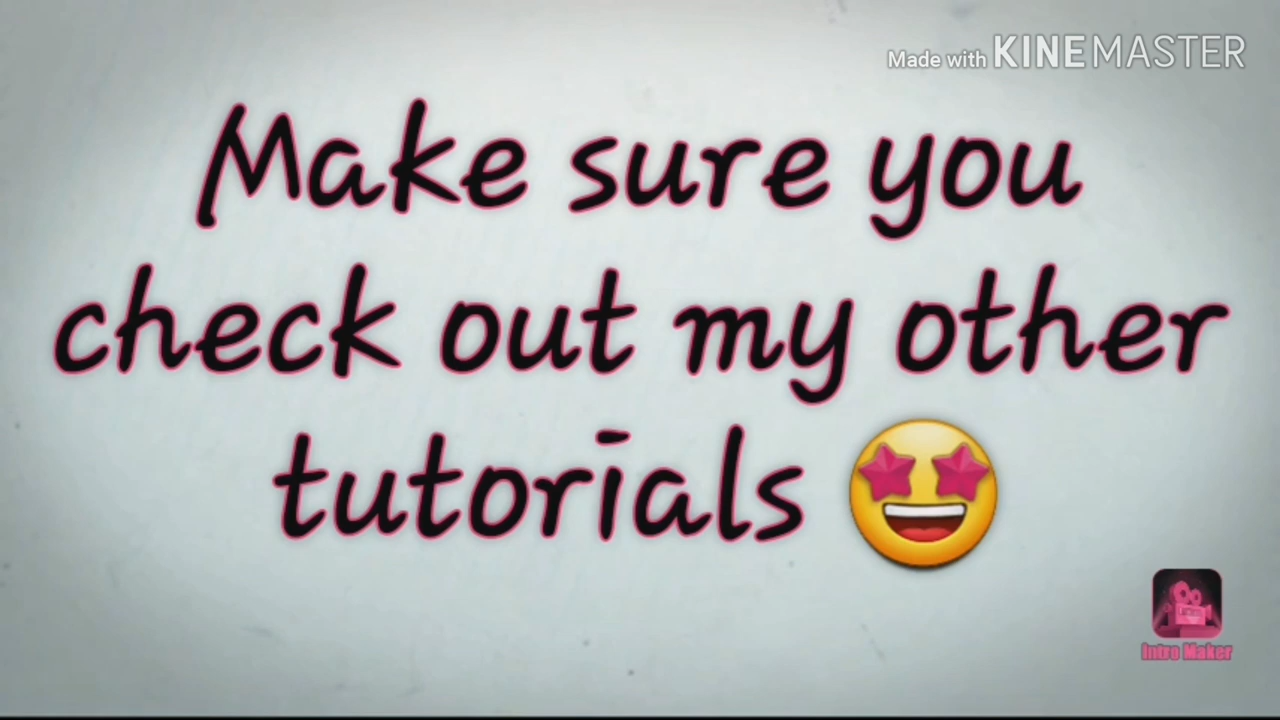 Made with KINEMASTER
Make sure you
check out my other
tutorials 🤩
Intro Maker